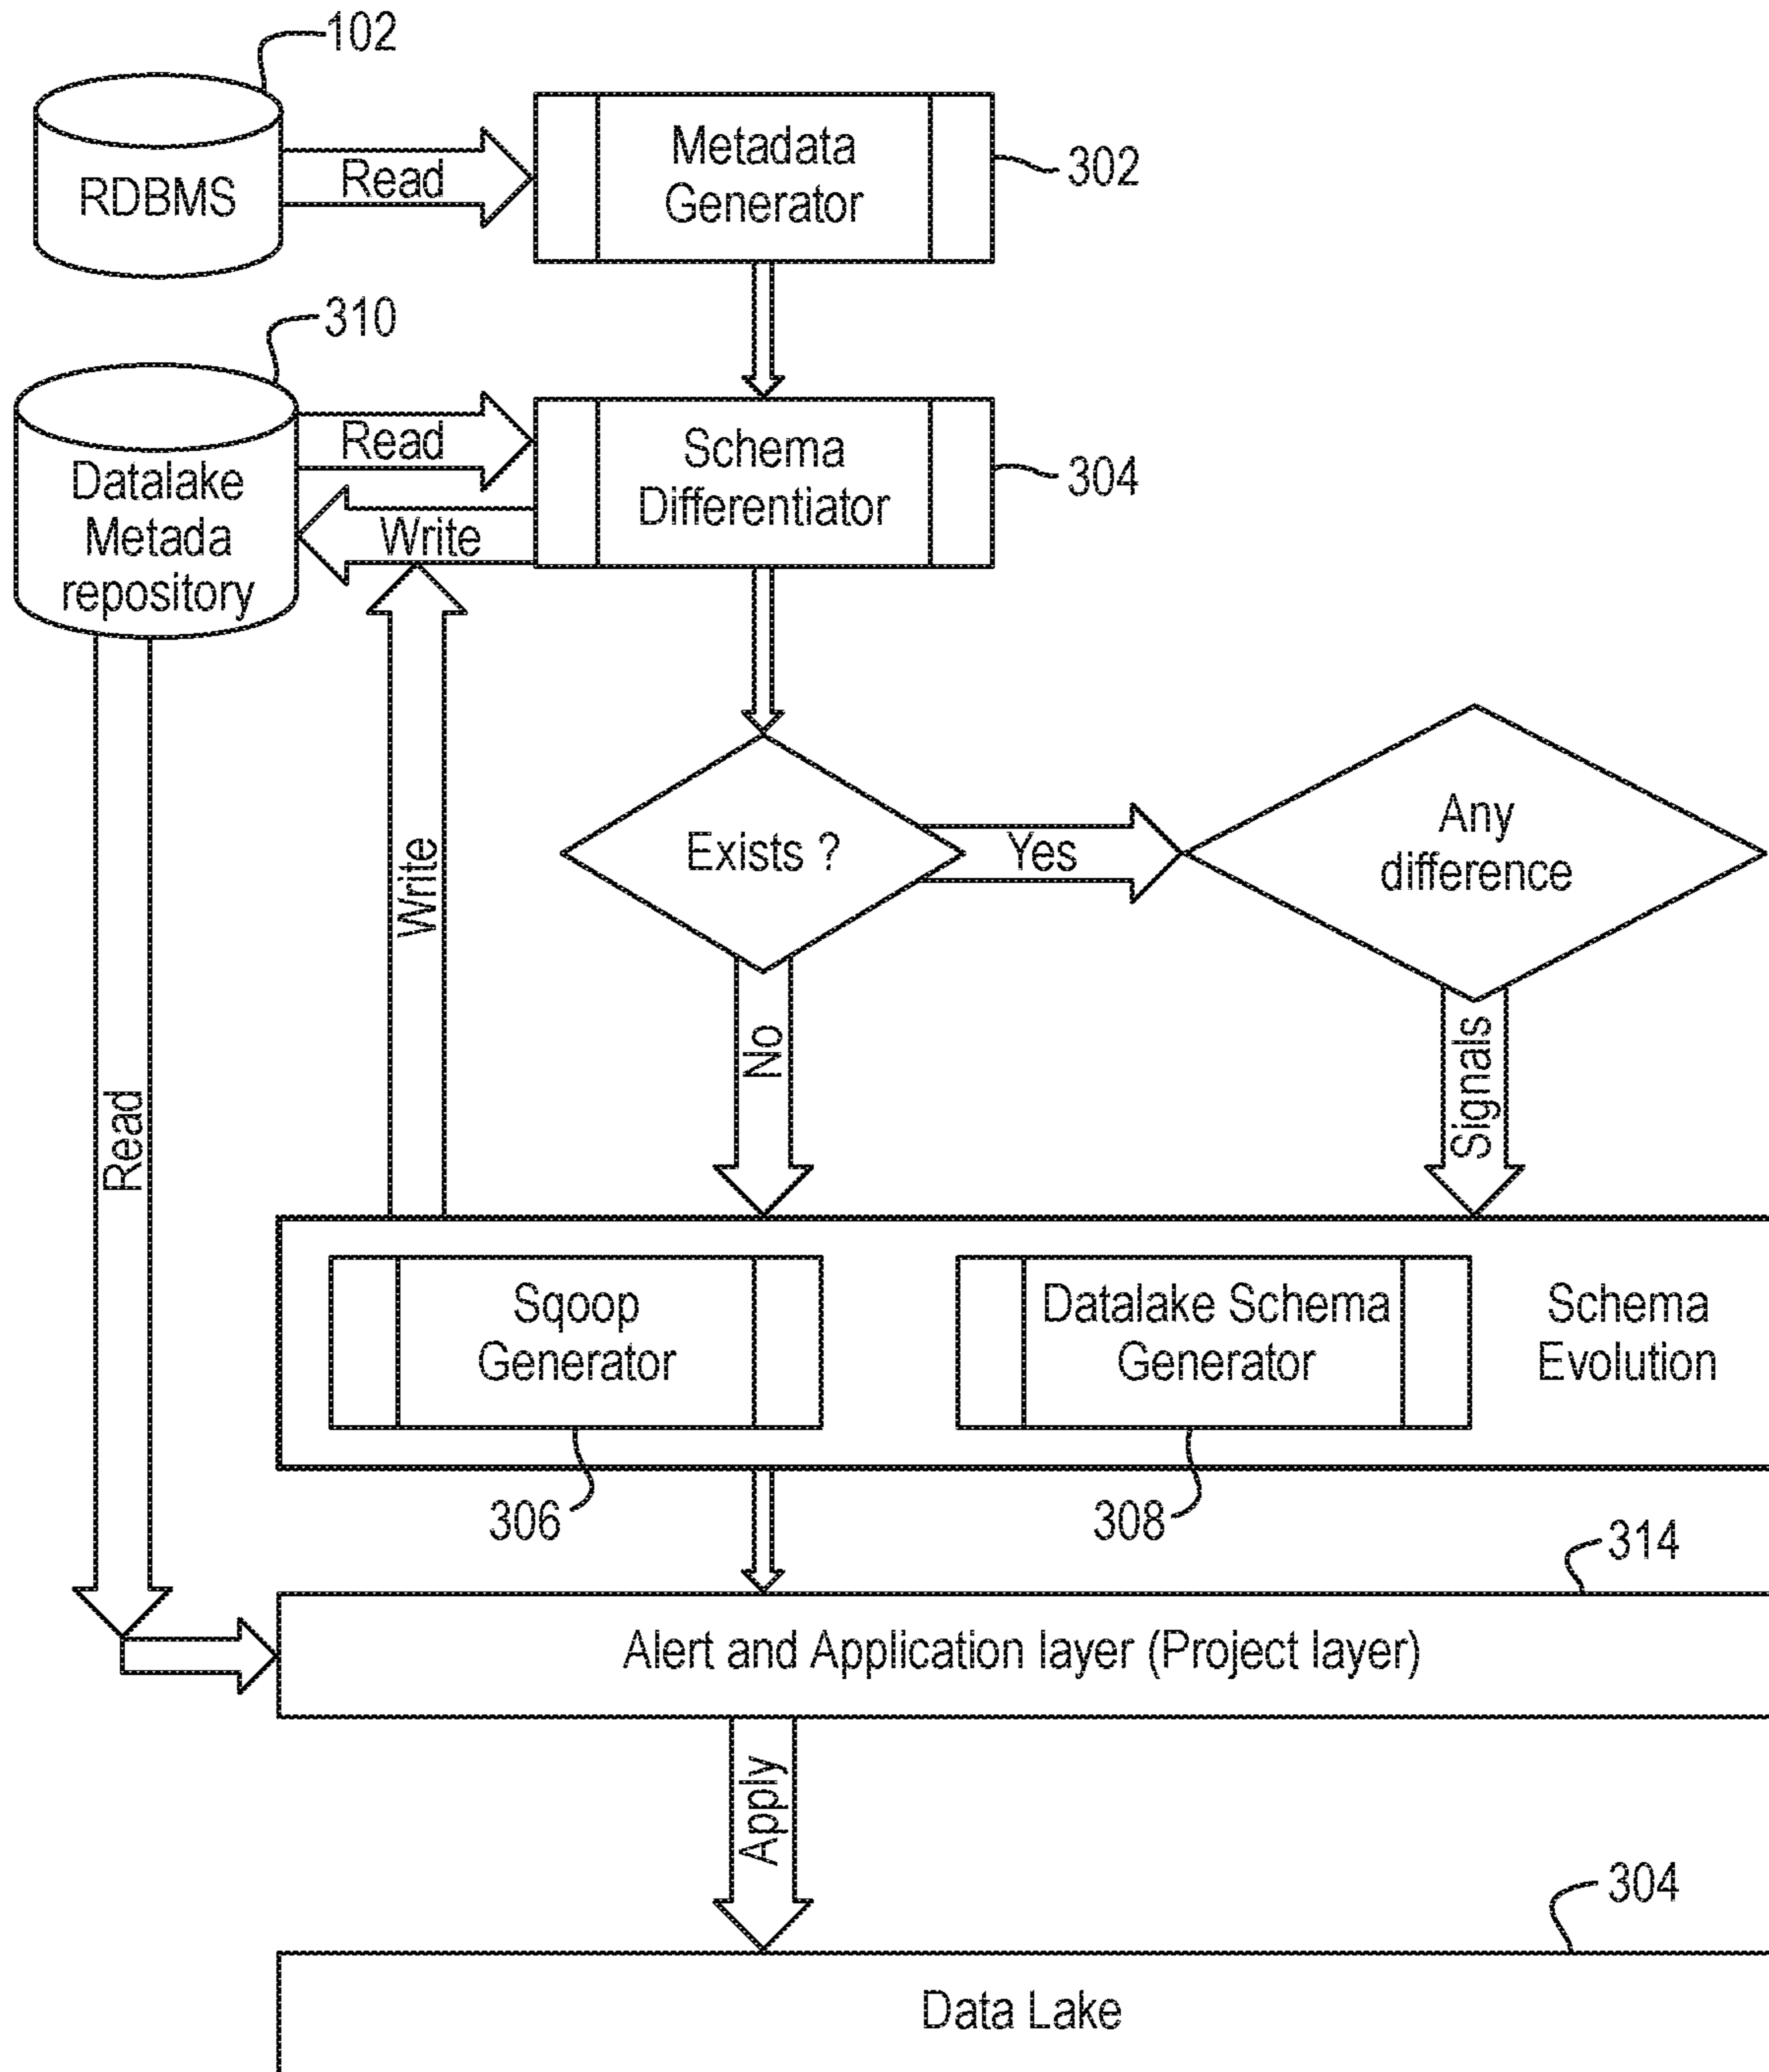 102
RDBMS
Read
Metadata
Generator
302
310
Datalake
Metada
repository
Read
Write
Schema
Differentiator
304
Exists ?
Yes
Any
difference
Write
No
Signals
Read
Sqoop
Generator
Datalake Schema
Generator
Schema
Evolution
306
308
314
Alert and Application layer (Project layer)
Apply
304
Data Lake